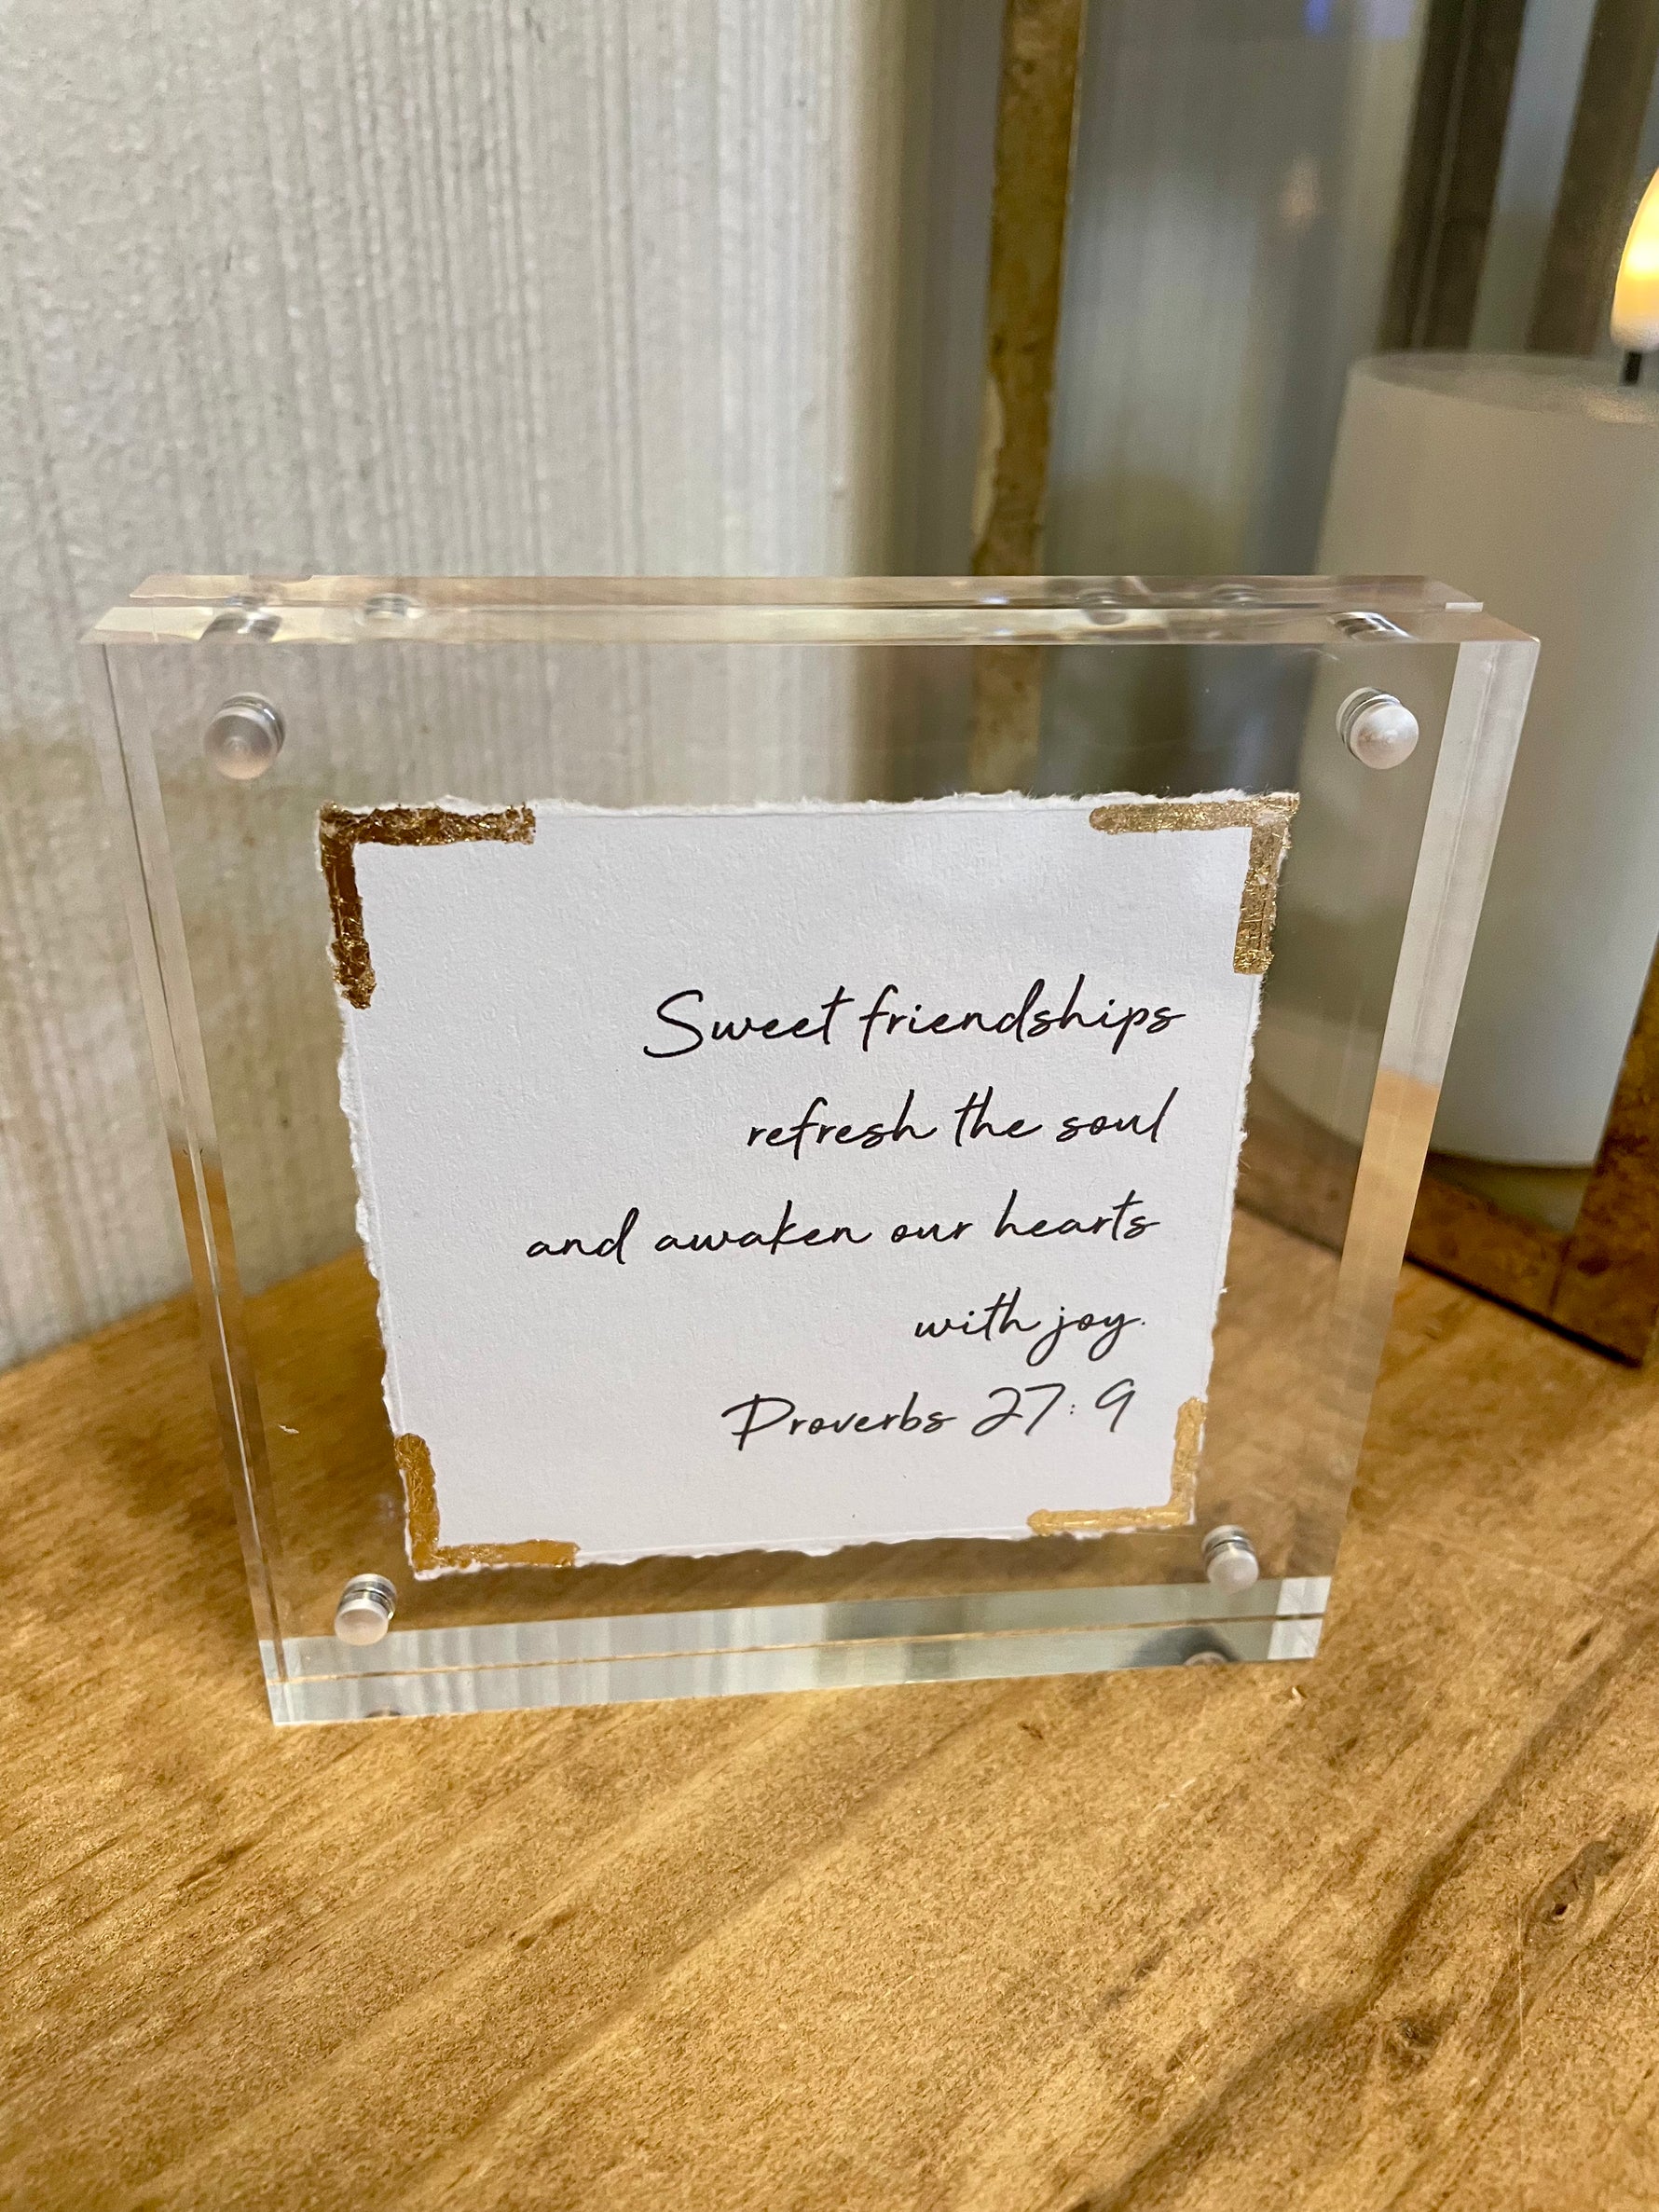 Sweet friendships
refresh the soul
and awaken our hearts
with joy.
Proverbs 27:9